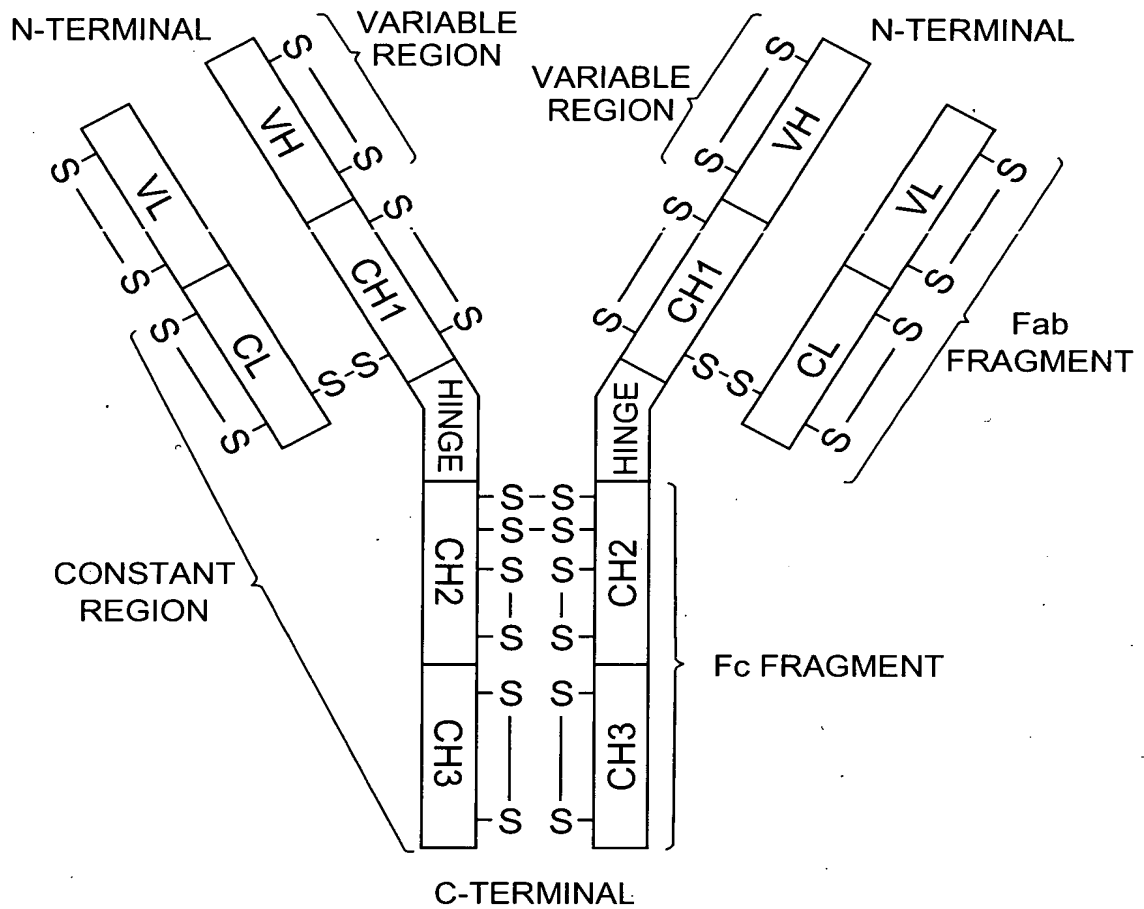 N-TERMINAL
VARIABLE
REGION
VARIABLE
REGION
N-TERMINAL
S
S
VH
S
S
VH
S
S
VL
S
S
VL
S
S
CH1
S
S
CH1
S
S
CL
S-S
S
S
CL
S-S
Fab
FRAGMENT
HINGE
HINGE
S-S
S-S
CH2
S
S
S
S
CH2
CONSTANT
REGION
Fc FRAGMENT
CH3
S
S
S
S
CH3
C-TERMINAL